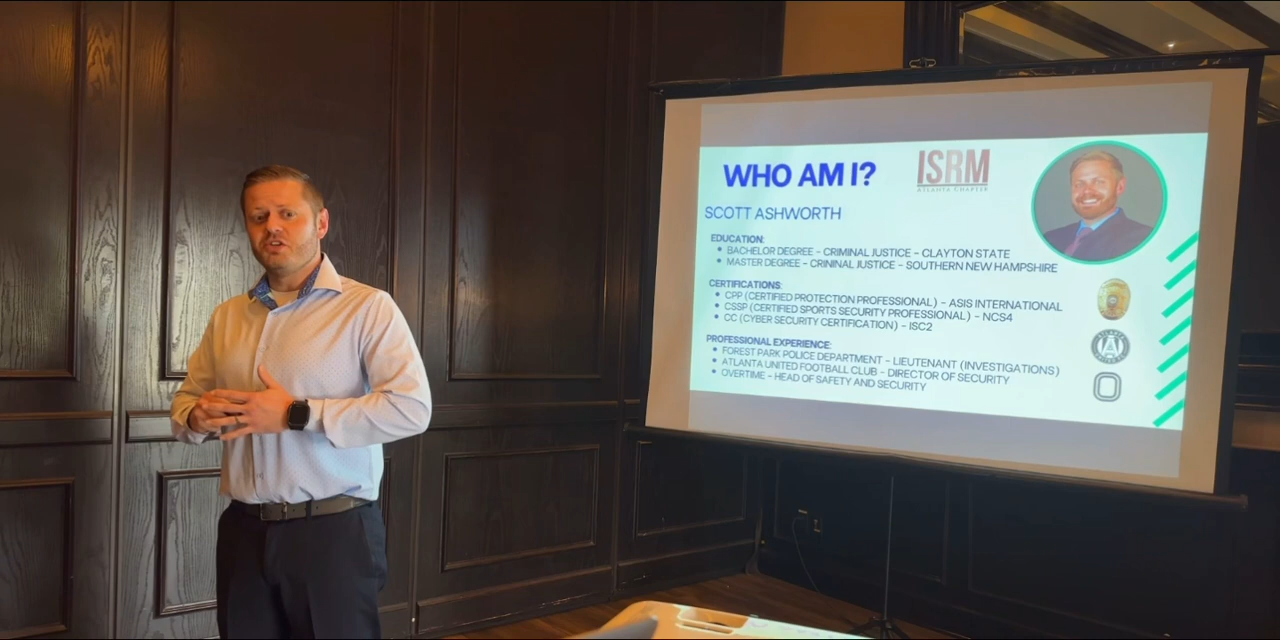 WHO AM I?
ISRM
ATLANTA CHAPTER
SCOTT ASHWORTH
EDUCATION:
• BACHELOR DEGREE - CRIMINAL JUSTICE - CLAYTON STATE
• MASTER DEGREE - CRININAL JUSTICE - SOUTHERN NEW HAMPSHIRE
CERTIFICATIONS:
• CPP (CERTIFIED PROTECTION PROFESSIONAL) - ASIS INTERNATIONAL
• CSSP (CERTIFIED SPORTS SECURITY PROFESSIONAL) - NCS4
• CC (CYBER SECURITY CERTIFICATION) - ISC2
PROFESSIONAL EXPERIENCE:
• FOREST PARK POLICE DEPARTMENT - LIEUTENANT (INVESTIGATIONS)
• ATLANTA UNITED FOOTBALL CLUB - DIRECTOR OF SECURITY
• OVERTIME - HEAD OF SAFETY AND SECURITY